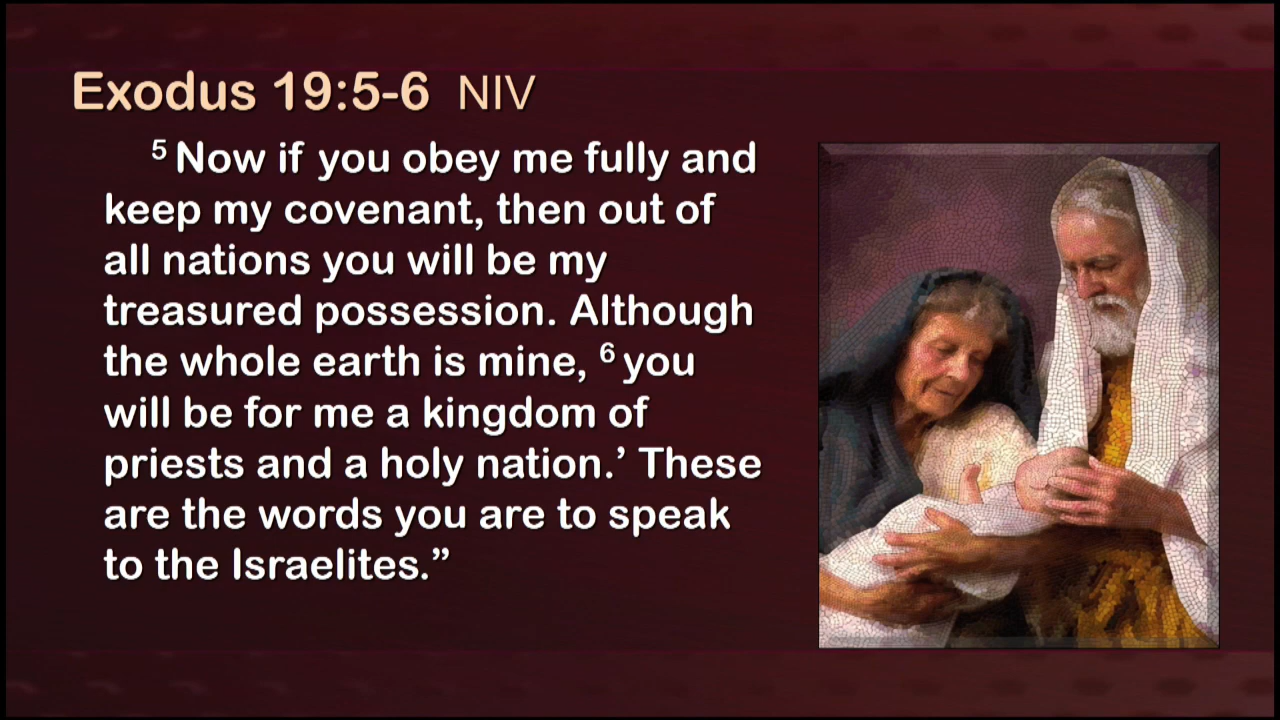 Exodus 19:5-6 NIV
5 Now if you obey me fully and
keep my covenant, then out of
all nations you will be my
treasured possession. Although
the whole earth is mine, 6 you
will be for me a kingdom of
priests and a holy nation.’ These
are the words you are to speak
to the Israelites.”